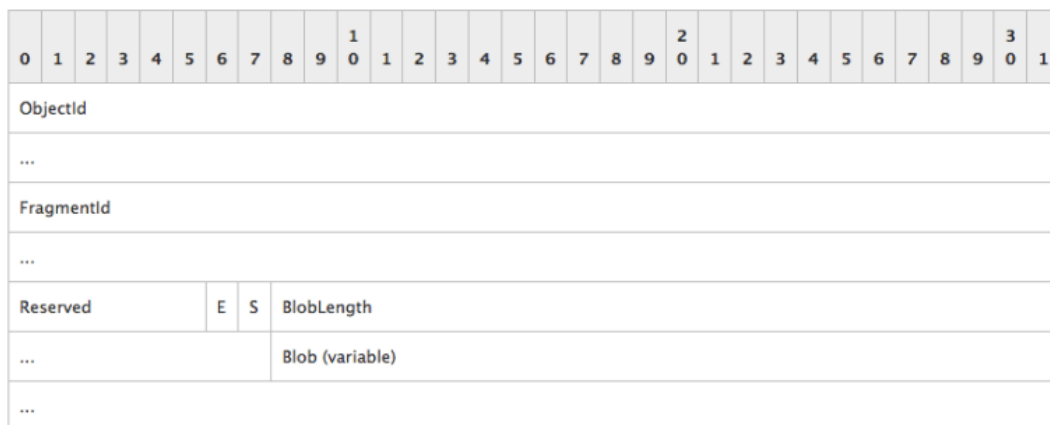 1 2 3
0 1 2 3 4 5 6 7 8 9 0 1 2 3 4 5 6 7 8 9 0 1 2 3 4 5 6 7 8 9 0 1
ObjectId
...
FragmentId
...
Reserved E S BlobLength
... Blob (variable)
...